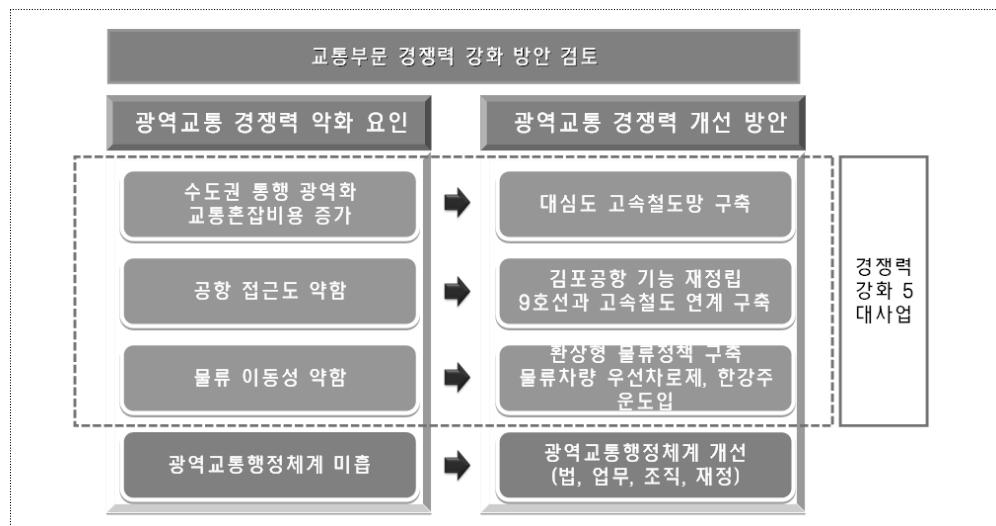 교통부문 경쟁력 강화 방안 검토
광역교통 경쟁력 악화 요인
광역교통 경쟁력 개선 방안
수도권 통행 광역화
교통혼잡비용 증가
대심도 고속철도망 구축
공항 접근도 약함
김포공항 기능 재정립
9호선과 고속철도 연계 구축
물류 이동성 약함
환상형 물류정책 구축
물류차량 우선차로제, 한강주
운도입
광역교통행정체계 미흡
광역교통행정체계 개선
(법, 업무, 조직, 재정)
경쟁력
강화 5
대사업